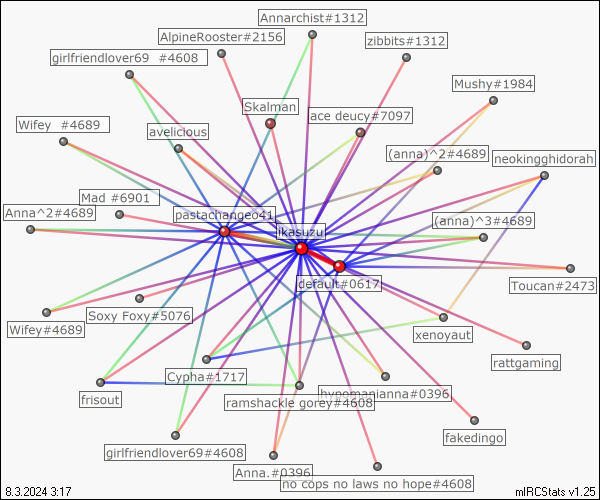 Annarchist#1312
AlpineRooster#2156
zibbits#1312
girlfriendlover69 #4608
Mushy#1984
Skalman
ace deucy#7097
Wifey #4689
avelicious
(anna)^2#4689
neokingghidorah
Mad #6901
Anna^2#4689
pastachangeo41
(anna)^3#4689
ikasuzu
default#0617
Toucan#2473
Soxy Foxy#5076
Wifey#4689
xenoyaut
rattgaming
Cypha#1717
hypomanianna#0396
frisout
ramshackle gorey#4608
fakedingo
girlfriendlover69#4608
Anna.#0396
no cops no laws no hope#4608
8.3.2024 3:17
mIRCStats v1.25